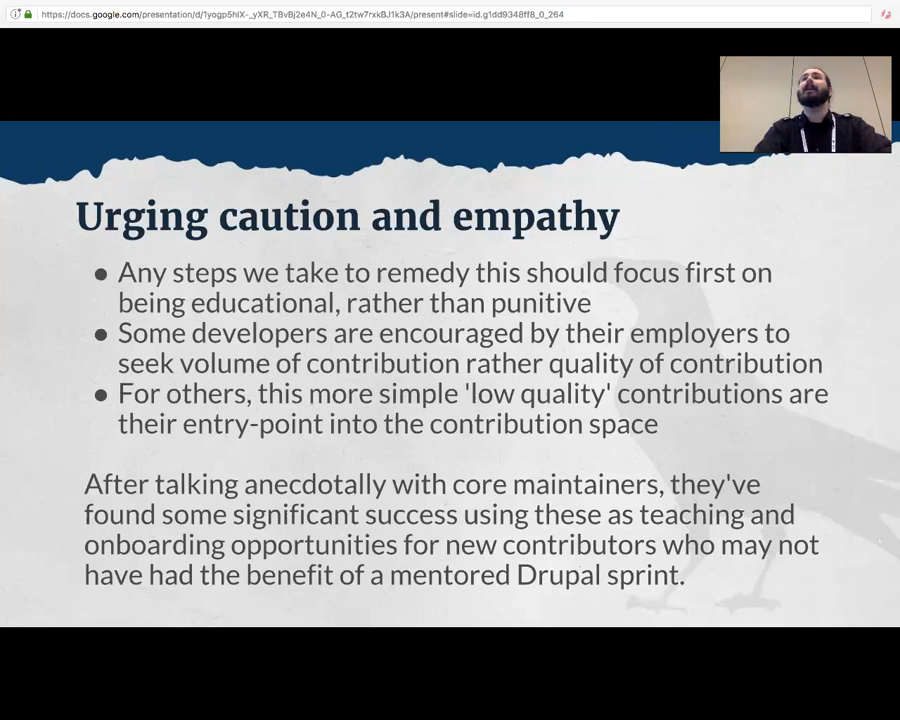 https://docs.google.com/presentation/d/1yogp5hlX-_yXR_TBvBj2e4N_0-AG_t2tw7rxkBJ1k3A/present#slide=id.g1dd9348ff8_0_264
Urging caution and empathy
● Any steps we take to remedy this should focus first on
being educational, rather than punitive
● Some developers are encouraged by their employers to
seek volume of contribution rather quality of contribution
● For others, this more simple 'low quality' contributions are
their entry-point into the contribution space
After talking anecdotally with core maintainers, they've
found some significant success using these as teaching and
onboarding opportunities for new contributors who may not
have had the benefit of a mentored Drupal sprint.